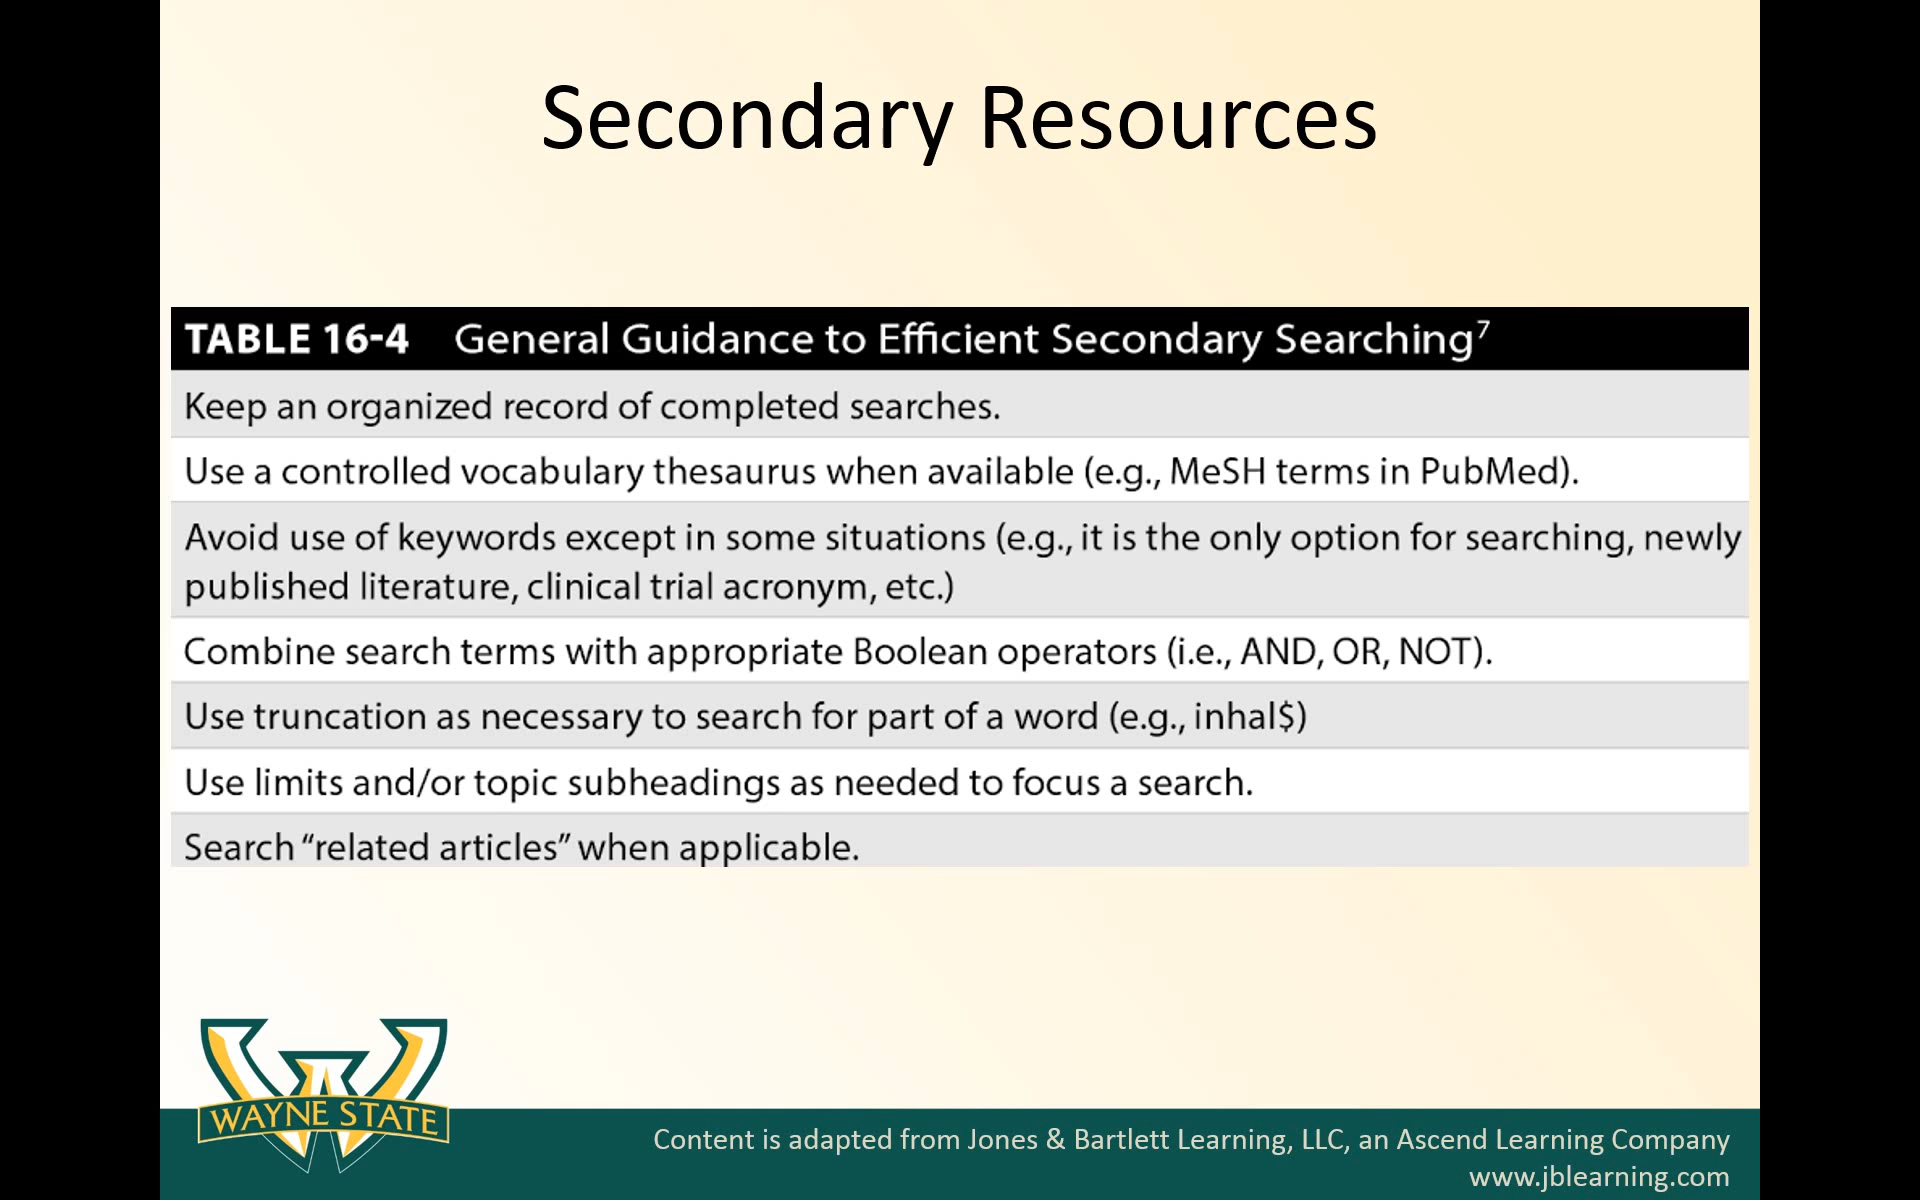 Secondary Resources
TABLE 16-4 General Guidance to Efficient Secondary Searching⁷
Keep an organized record of completed searches.
Use a controlled vocabulary thesaurus when available (e.g., MeSH terms in PubMed).
Avoid use of keywords except in some situations (e.g., it is the only option for searching, newly
published literature, clinical trial acronym, etc.)
Combine search terms with appropriate Boolean operators (i.e., AND, OR, NOT).
Use truncation as necessary to search for part of a word (e.g., inhal$)
Use limits and/or topic subheadings as needed to focus a search.
Search “related articles” when applicable.
WAYNE STATE
Content is adapted from Jones & Bartlett Learning, LLC, an Ascend Learning Company
www.jblearning.com